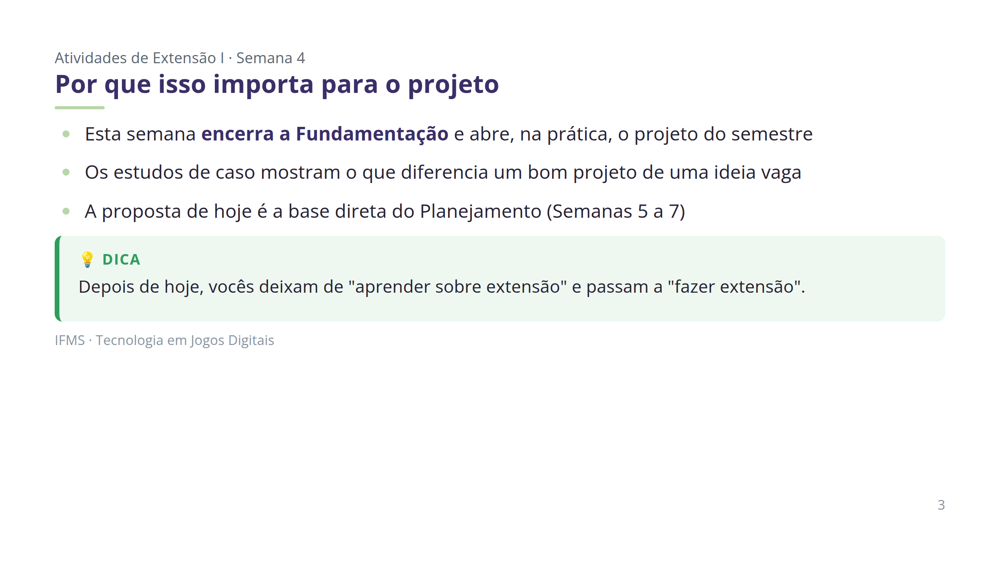 Atividades de Extensão I · Semana 4
Por que isso importa para o projeto
Esta semana encerra a Fundamentação e abre, na prática, o projeto do semestre
Os estudos de caso mostram o que diferencia um bom projeto de uma ideia vaga
A proposta de hoje é a base direta do Planejamento (Semanas 5 a 7)
💡 DICA
Depois de hoje, vocês deixam de "aprender sobre extensão" e passam a "fazer extensão".
IFMS · Tecnologia em Jogos Digitais
3